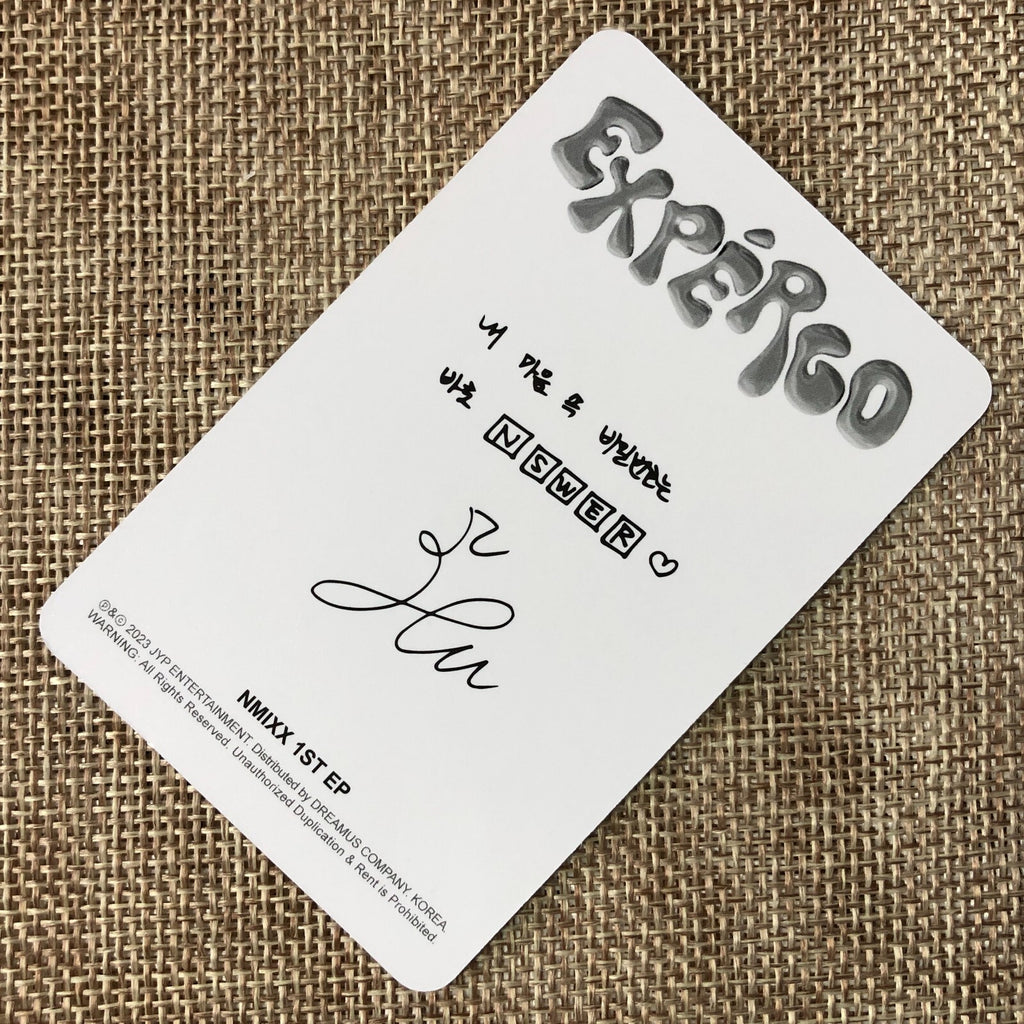 EXPÉRGO
내 마음 속 비밀번호는
바로 NSWER♡
NMIXX 1ST EP
℗&© 2023 JYP ENTERTAINMENT. Distributed by DREAMUS COMPANY, KOREA.
WARNING: All Rights Reserved. Unauthorized Duplication & Rent is Prohibited.